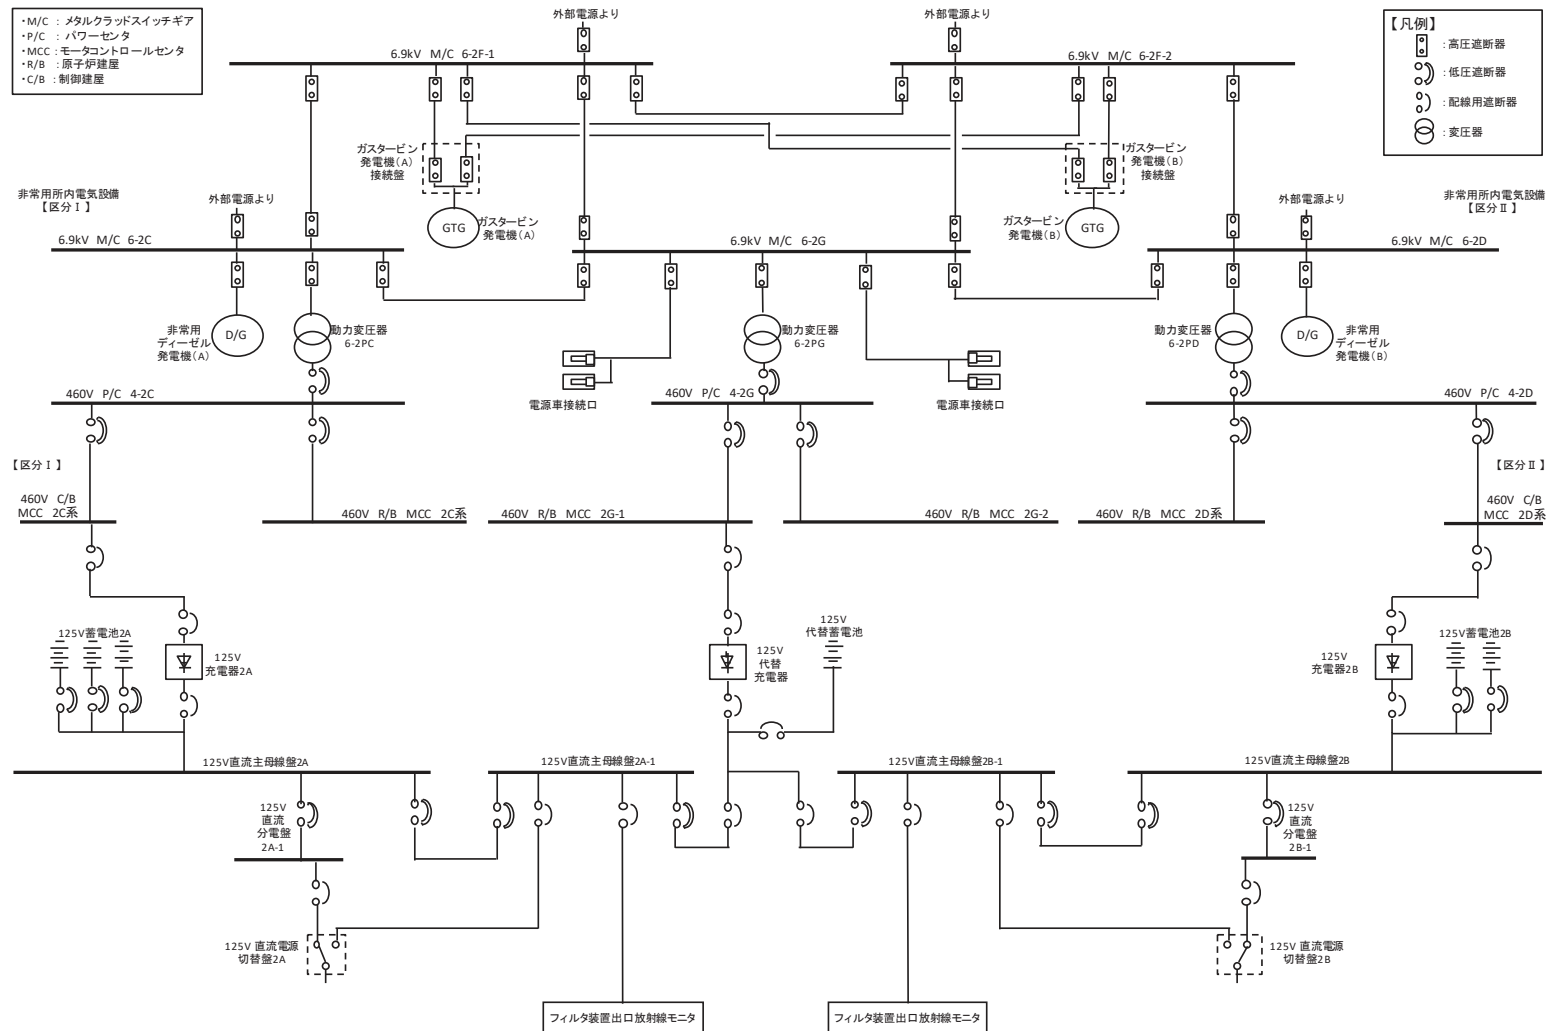 ・M/C ： メタルクラッドスイッチギア
・P/C ： パワーセンタ
・MCC ： モータコントロールセンタ
・R/B ： 原子炉建屋
・C/B ： 制御建屋
外部電源より
外部電源より
【凡例】
：高圧遮断器
：低圧遮断器
：配線用遮断器
：変圧器
6.9kV M/C 6-2F-1
6.9kV M/C 6-2F-2
ガスタービン
発電機(A)
接続盤
ガスタービン
発電機(B)
接続盤
非常用所内電気設備
【区分Ⅰ】
外部電源より
GTG
ガスタービン
発電機(A)
ガスタービン
発電機(B)
GTG
外部電源より
非常用所内電気設備
【区分Ⅱ】
6.9kV M/C 6-2C
6.9kV M/C 6-2G
6.9kV M/C 6-2D
非常用
ディーゼル
発電機(A)
D/G
動力変圧器
6-2PC
動力変圧器
6-2PG
動力変圧器
6-2PD
D/G
非常用
ディーゼル
発電機(B)
電源車接続口
電源車接続口
460V P/C 4-2C
460V P/C 4-2G
460V P/C 4-2D
【区分Ⅰ】
【区分Ⅱ】
460V C/B
MCC 2C系
460V R/B MCC 2C系
460V R/B MCC 2G-1
460V R/B MCC 2G-2
460V R/B MCC 2D系
460V C/B
MCC 2D系
125V蓄電池2A
125V
充電器2A
125V
代替
充電器
125V
代替蓄電池
125V
充電器2B
125V蓄電池2B
125V直流主母線盤2A
125V直流主母線盤2A-1
125V直流主母線盤2B-1
125V直流主母線盤2B
125V
直流
分電盤
2A-1
125V
直流
分電盤
2B-1
125V 直流電源
切替盤2A
125V 直流電源
切替盤2B
フィルタ装置出口放射線モニタ
フィルタ装置出口放射線モニタ